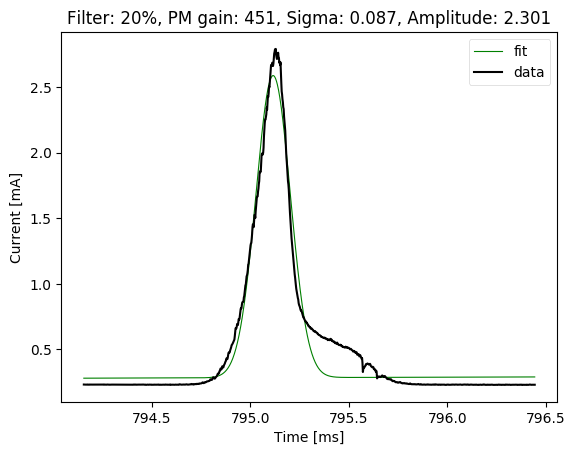 Filter: 20%, PM gain: 451, Sigma: 0.087, Amplitude: 2.301
fit
data
2.5
2.0
1.5
1.0
0.5
Current [mA]
794.5
795.0
795.5
796.0
796.5
Time [ms]